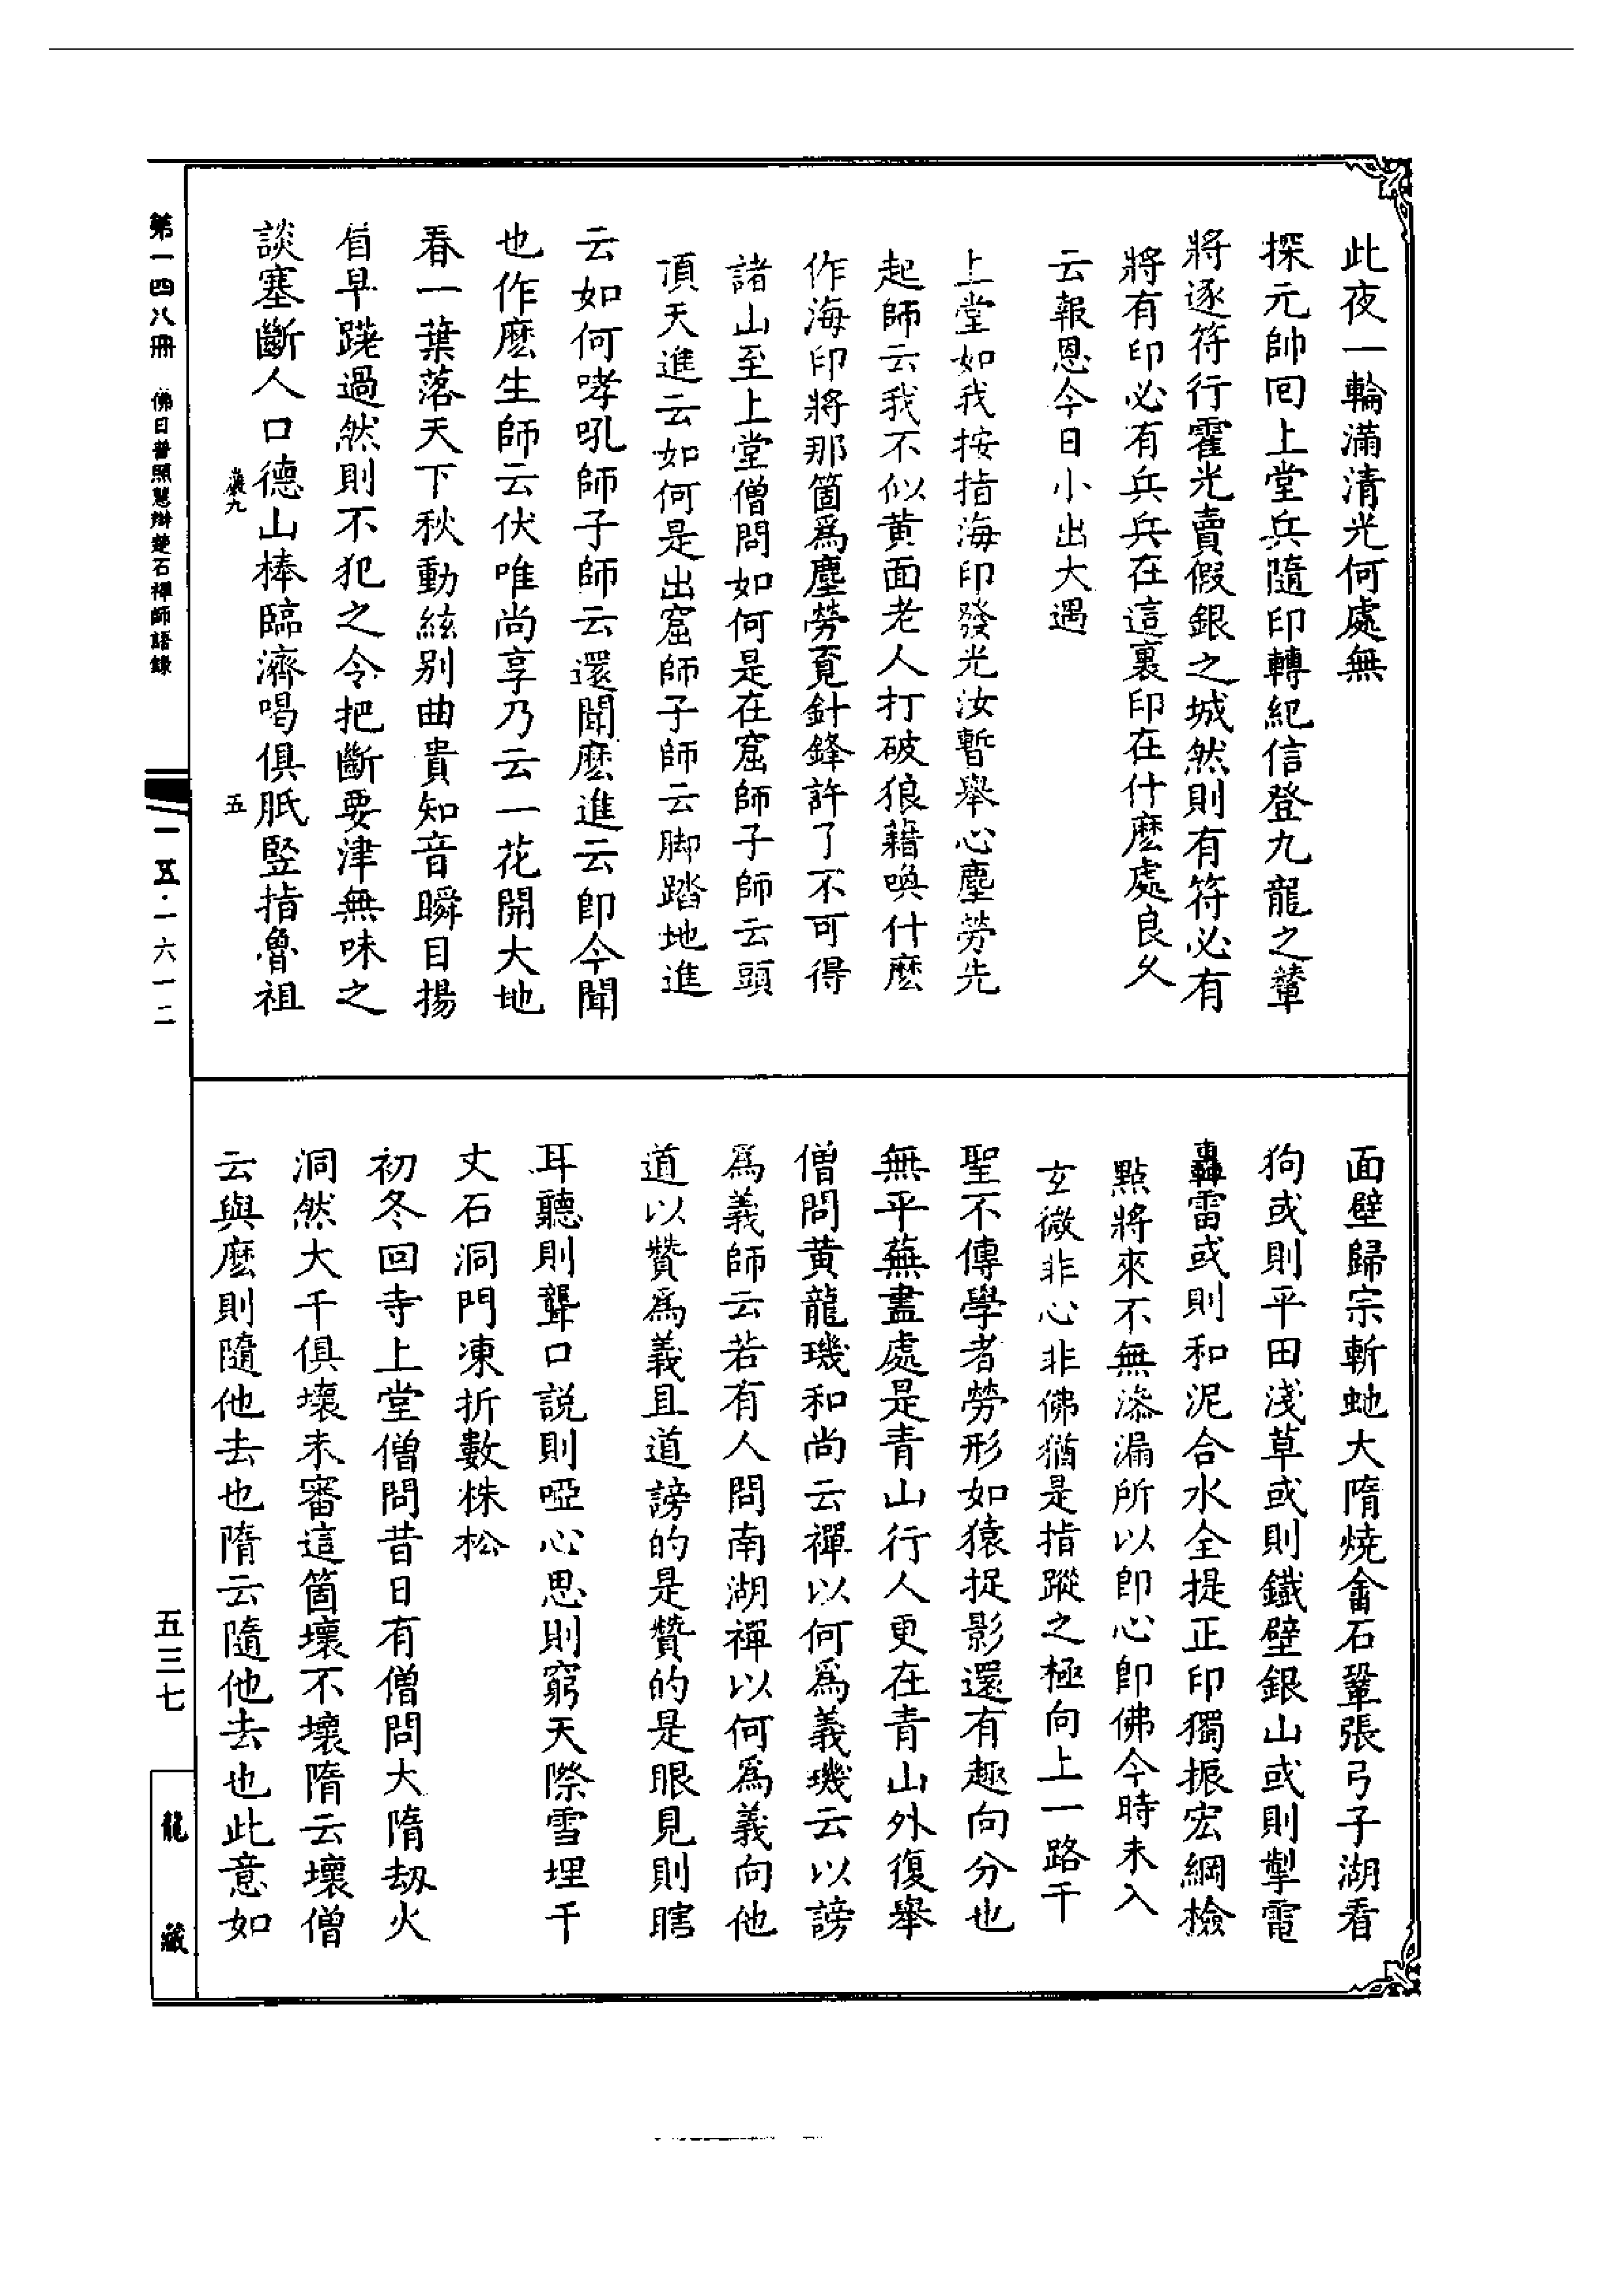 此夜一輪滿清光何處無
探元帥回上堂兵隨印轉紀信登九龍之輦
將逐符行霍光賣假銀之城然則有符必有
將有印必有兵兵在這裏印在什麽處良久
云報恩今日小出大遇
上堂如我按指海印發光汝暫舉心塵勞先
起師云我不似黃面老人打破狼藉喚什麽
作海印將那箇爲塵勞覓針鋒許了不可得
諸山至上堂僧問如何是在窟師子師云頭
頂天進云如何是出窟師子師云脚踏地進
云如何哮吼師子師云還聞麽進云卽今聞
也作麽生師云伏唯尚享乃云一花開大地
春一葉落天下秋動絃别曲貴知音瞬目揚
眉早蹉過然則不犯之令把斷要津無味之
談塞斷人口德山棒臨濟喝俱胝竪指魯祖
面壁歸宗斬虵大隋燒畬石鞏張弓子湖看
狗或則平田淺草或則鐵壁銀山或則掣電
轟雷或則和泥合水全提正印獨振宏綱撿
點將來不無滲漏所以卽心卽佛今時未入
玄微非心非佛猶是指蹤之極向上一路千
聖不傳學者勞形如猿捉影還有趣向分也
無平蕪盡處是青山行人更在青山外復舉
僧問黃龍璣和尚云禪以何爲義璣云以謗
爲義師云若有人問南湖禪以何爲義向他
道以贊爲義且道謗的是贊的是眼見則瞎
耳聽則聾口說則啞心思則窮天際雪埋千
丈石洞門凍折數株松
初冬回寺上堂僧問昔日有僧問大隋劫火
洞然大千俱壞未審這箇壞不壞隋云壞僧
云與麽則隨他去也隋云隨他去也此意如
第一四八冊 佛日普照慧辯楚石禪師語錄
巖九 五
一五·一六一二
五三七
龍藏